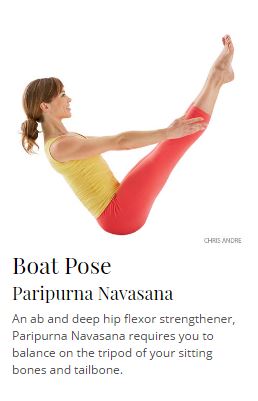 CHRIS ANDRE
Boat Pose
Paripurna Navasana
An ab and deep hip flexor strengthener,
Paripurna Navasana requires you to
balance on the tripod of your sitting
bones and tailbone.